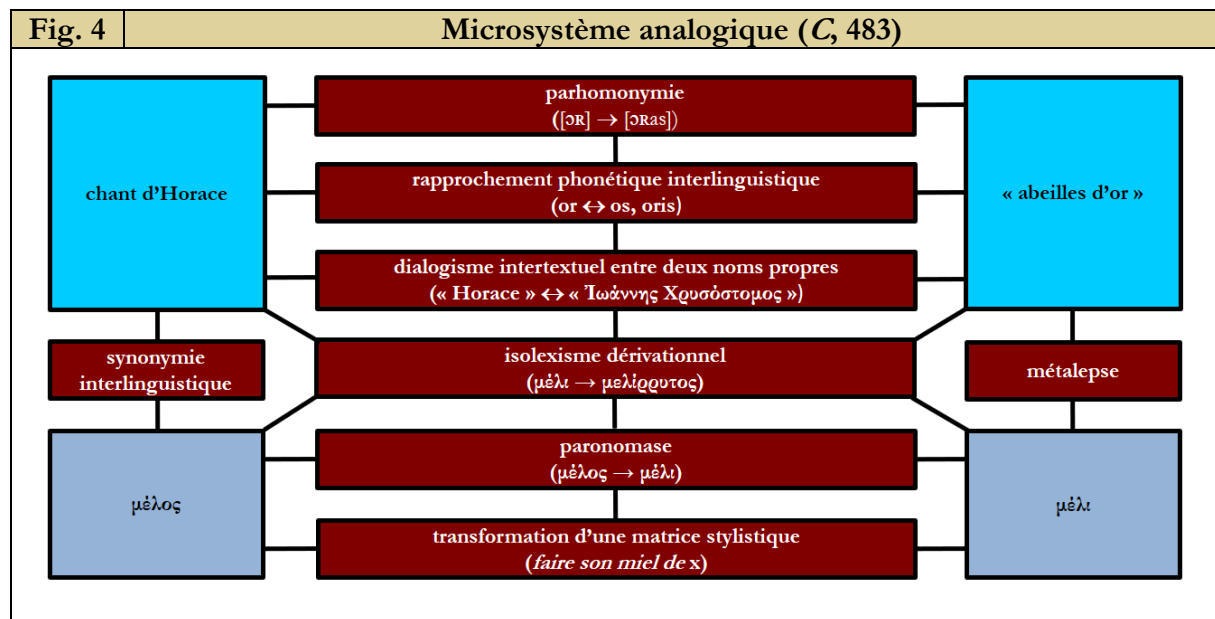 Fig. 4
Microsystème analogique (C, 483)
parhomonymie
([ɔʀ] → [ɔʀas])
chant d’Horace
rapprochement phonétique interlinguistique
(or ↔ os, oris)
« abeilles d’or »
dialogisme intertextuel entre deux noms propres
(« Horace » ↔ « Ἰωάννης Χρυσόστομος »)
synonymie
interlinguistique
isolexisme dérivationnel
(μέλι → μελίρρυτος)
métalepse
paronomase
(μέλος → μέλι)
μέλος
μέλι
transformation d’une matrice stylistique
(faire son miel de x)